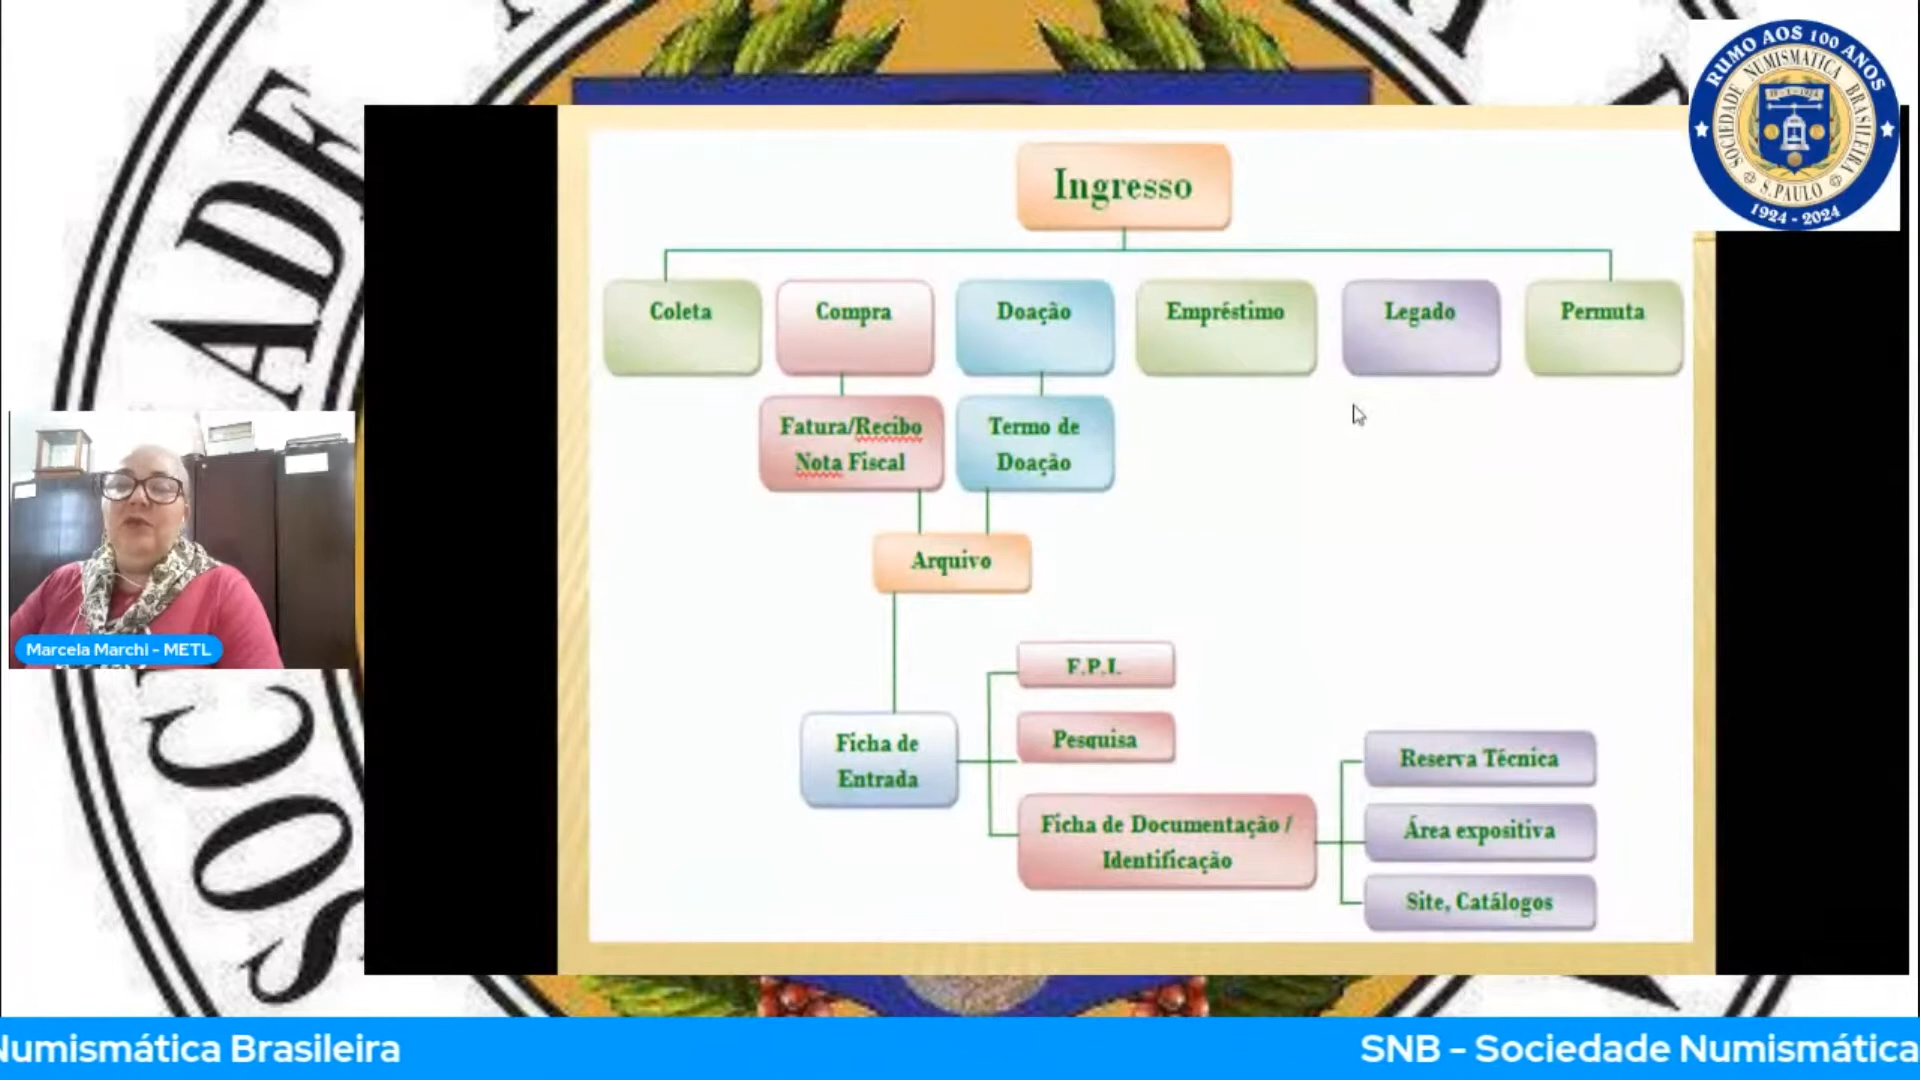 RUMO AOS 100 ANOS
SOCIEDADE NUMISMÁTICA BRASILEIRA
S. PAULO
1924 - 2024
ADE
SOC
Ingresso
Coleta
Compra
Doação
Empréstimo
Legado
Permuta
Fatura/Recibo
Nota Fiscal
Termo de
Doação
Arquivo
F.P.I.
Pesquisa
Ficha de
Entrada
Ficha de Documentação /
Identificação
Reserva Técnica
Área expositiva
Site, Catálogos
Marcela Marchi - METL
Numismática Brasileira
SNB - Sociedade Numismática